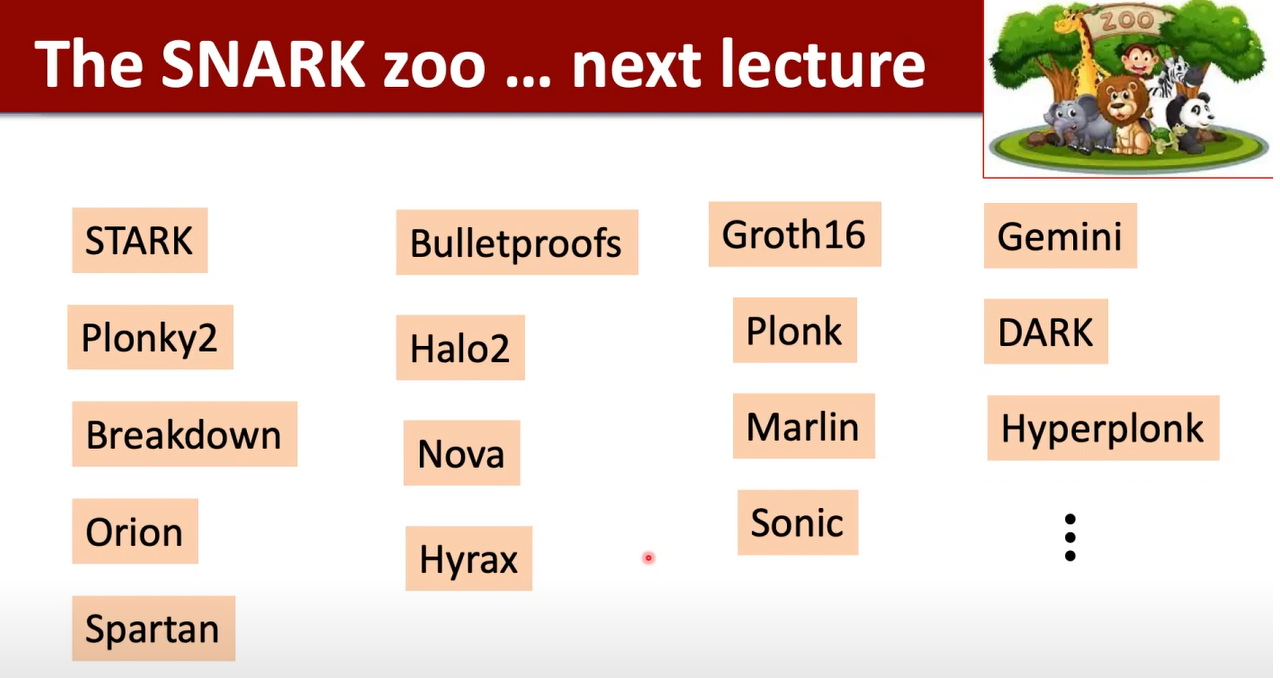 The SNARK zoo ... next lecture
ZOO
STARK
Plonky2
Breakdown
Orion
Spartan
Bulletproofs
Halo2
Nova
Hyrax
Groth16
Plonk
Marlin
Sonic
Gemini
DARK
Hyperplonk